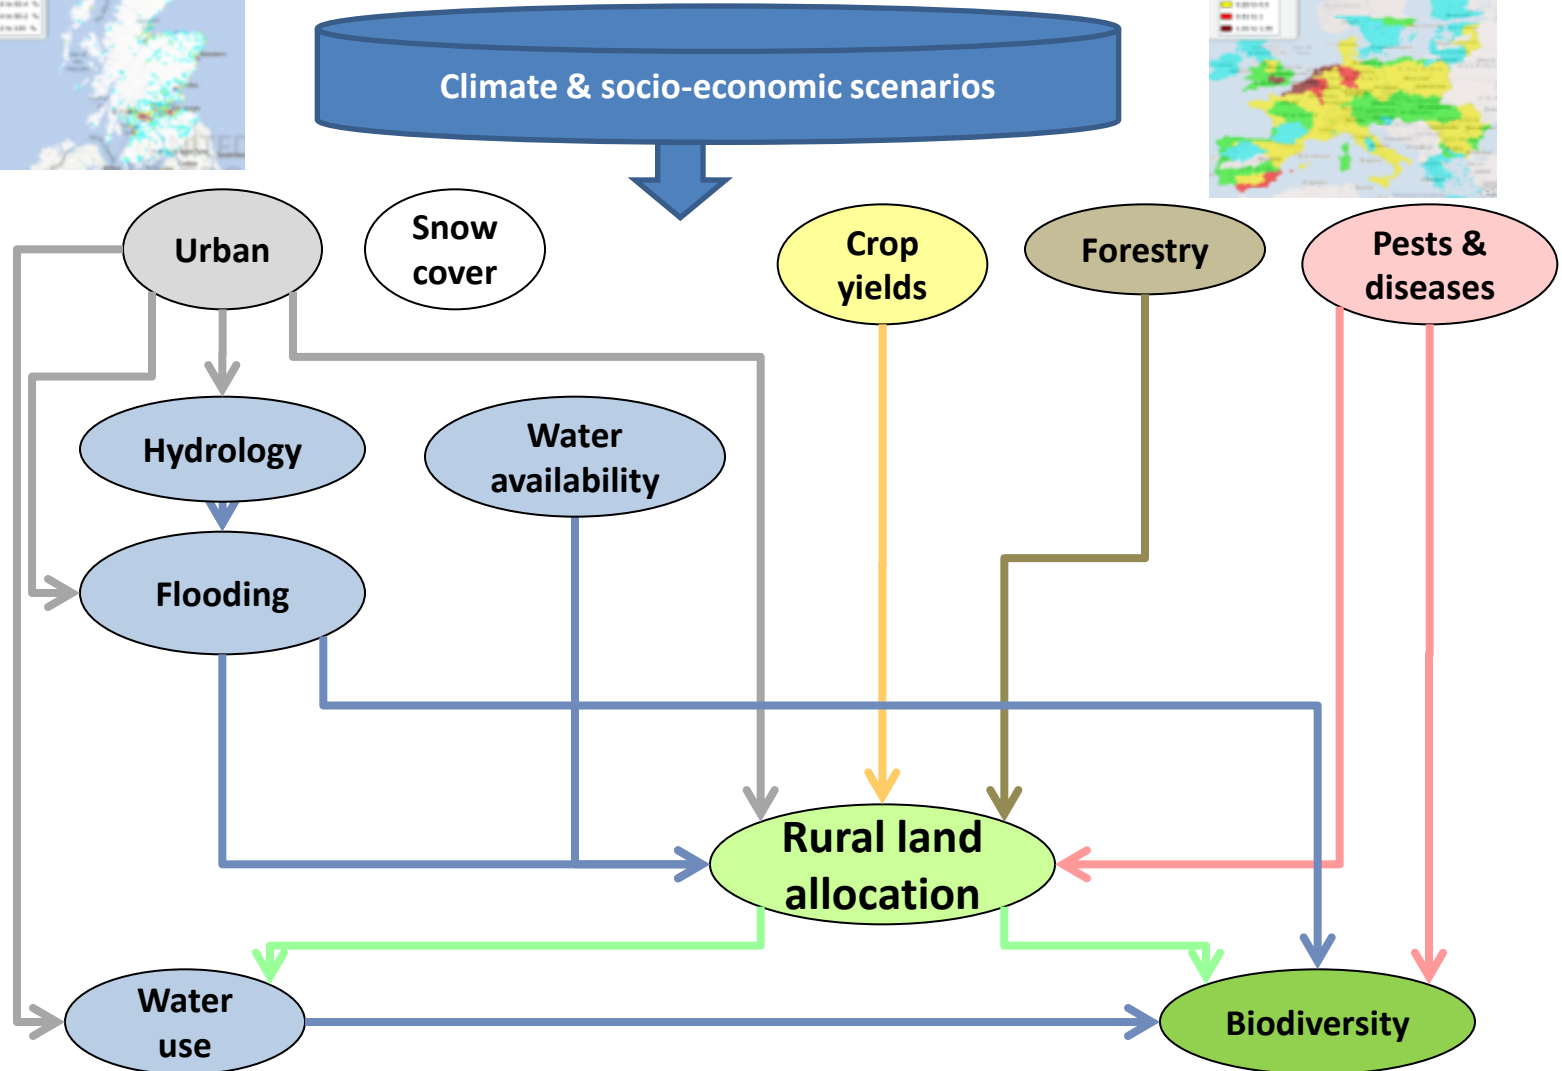 Climate & socio-economic scenarios
Urban
Snow
cover
Crop
yields
Forestry
Pests &
diseases
Hydrology
Water
availability
Flooding
Rural land
allocation
Water
use
Biodiversity